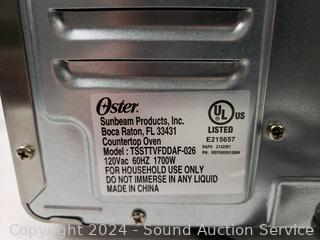 Oster®
Sunbeam Products, Inc.
Boca Raton, FL 33431
Countertop Oven
Model : TSSTTVFDDAF-026
120Vac 60HZ 1700W
FOR HOUSEHOLD USE ONLY
DO NOT IMMERSE IN ANY LIQUID
MADE IN CHINA
UL
US
LISTED
E215657
Copyright 2024 - Sound Auction Service